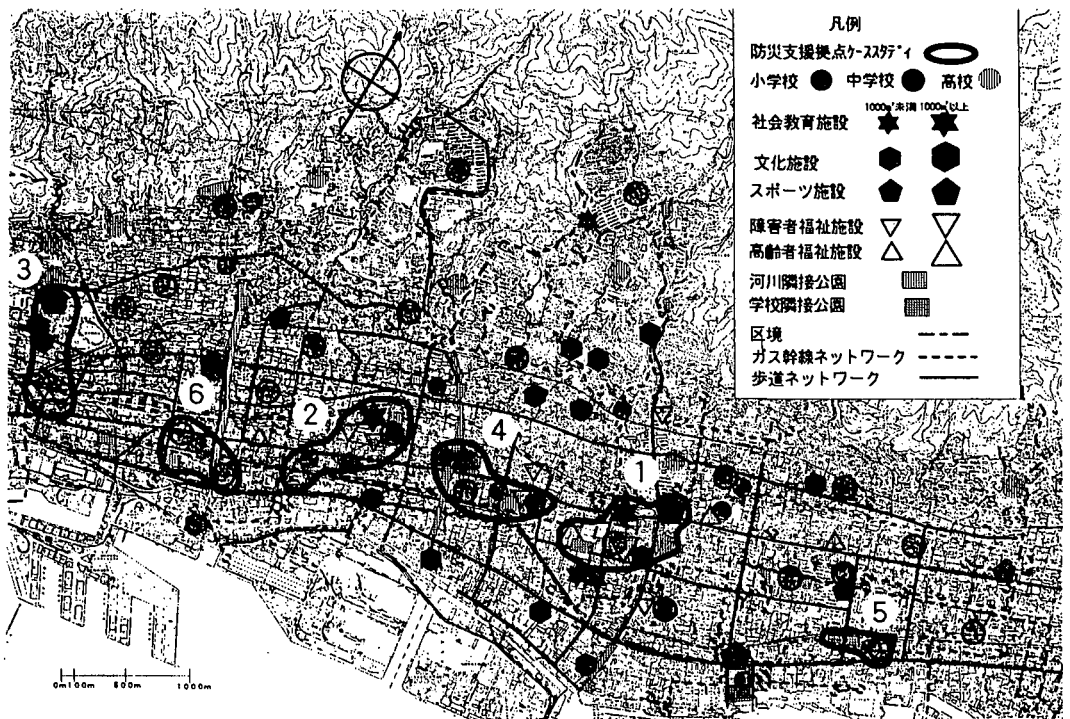 凡例
防災支援拠点ケーススタディ
小学校 中学校 高校
1000㎡未満 1000㎡以上
社会教育施設
文化施設
スポーツ施設
障害者福祉施設
高齢者福祉施設
河川隣接公園
学校隣接公園
区境
ガス幹線ネットワーク
歩道ネットワーク
3
6
2
4
1
5
0m100m 500m 1000m